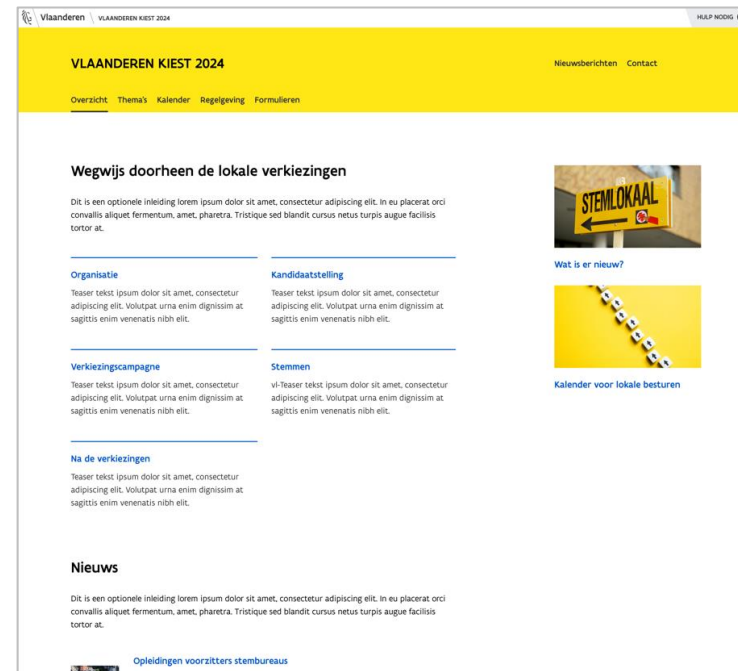 Vlaanderen VLAANDEREN KIEST 2024
HULP NODIG
VLAANDEREN KIEST 2024
Nieuwsberichten Contact
Overzicht Thema's Kalender Regelgeving Formulieren
Wegwijs doorheen de lokale verkiezingen
Dit is een optionele inleiding lorem ipsum dolor sit amet, consectetur adipiscing elit. In eu placerat orci
convallis aliquet fermentum, amet, pharetra. Tristique sed blandit cursus netus turpis augue facilisis
tortor at.
Organisatie
Teaser tekst ipsum dolor sit amet, consectetur
adipiscing elit. Volutpat urna enim dignissim at
sagittis enim venenatis nibh elit.
Kandidaatstelling
Teaser tekst ipsum dolor sit amet, consectetur
adipiscing elit. Volutpat urna enim dignissim at
sagittis enim venenatis nibh elit.
Verkiezingscampagne
Teaser tekst ipsum dolor sit amet, consectetur
adipiscing elit. Volutpat urna enim dignissim at
sagittis enim venenatis nibh elit.
Stemmen
vl-Teaser tekst ipsum dolor sit amet, consectetur
adipiscing elit. Volutpat urna enim dignissim at
sagittis enim venenatis nibh elit.
Na de verkiezingen
Teaser tekst ipsum dolor sit amet, consectetur
adipiscing elit. Volutpat urna enim dignissim at
sagittis enim venenatis nibh elit.
STEMLOKAAL
Wat is er nieuw?
Kalender voor lokale besturen
Nieuws
Dit is een optionele inleiding lorem ipsum dolor sit amet, consectetur adipiscing elit. In eu placerat orci
convallis aliquet fermentum, amet, pharetra. Tristique sed blandit cursus netus turpis augue facilisis
tortor at.
Opleidingen voorzitters stembureaus